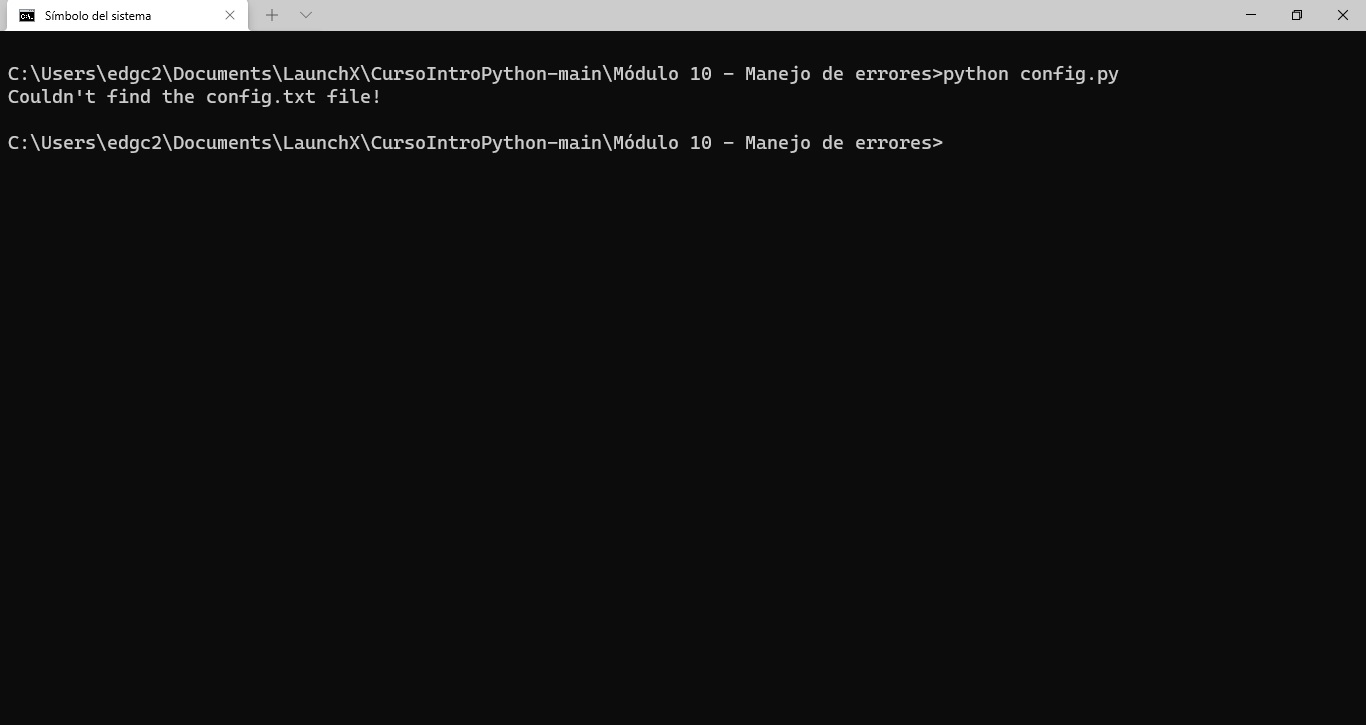 Símbolo del sistema
C:\Users\edgc2\Documents\LaunchX\CursoIntroPython-main\Módulo 10 - Manejo de errores>python config.py
Couldn't find the config.txt file!
C:\Users\edgc2\Documents\LaunchX\CursoIntroPython-main\Módulo 10 - Manejo de errores>